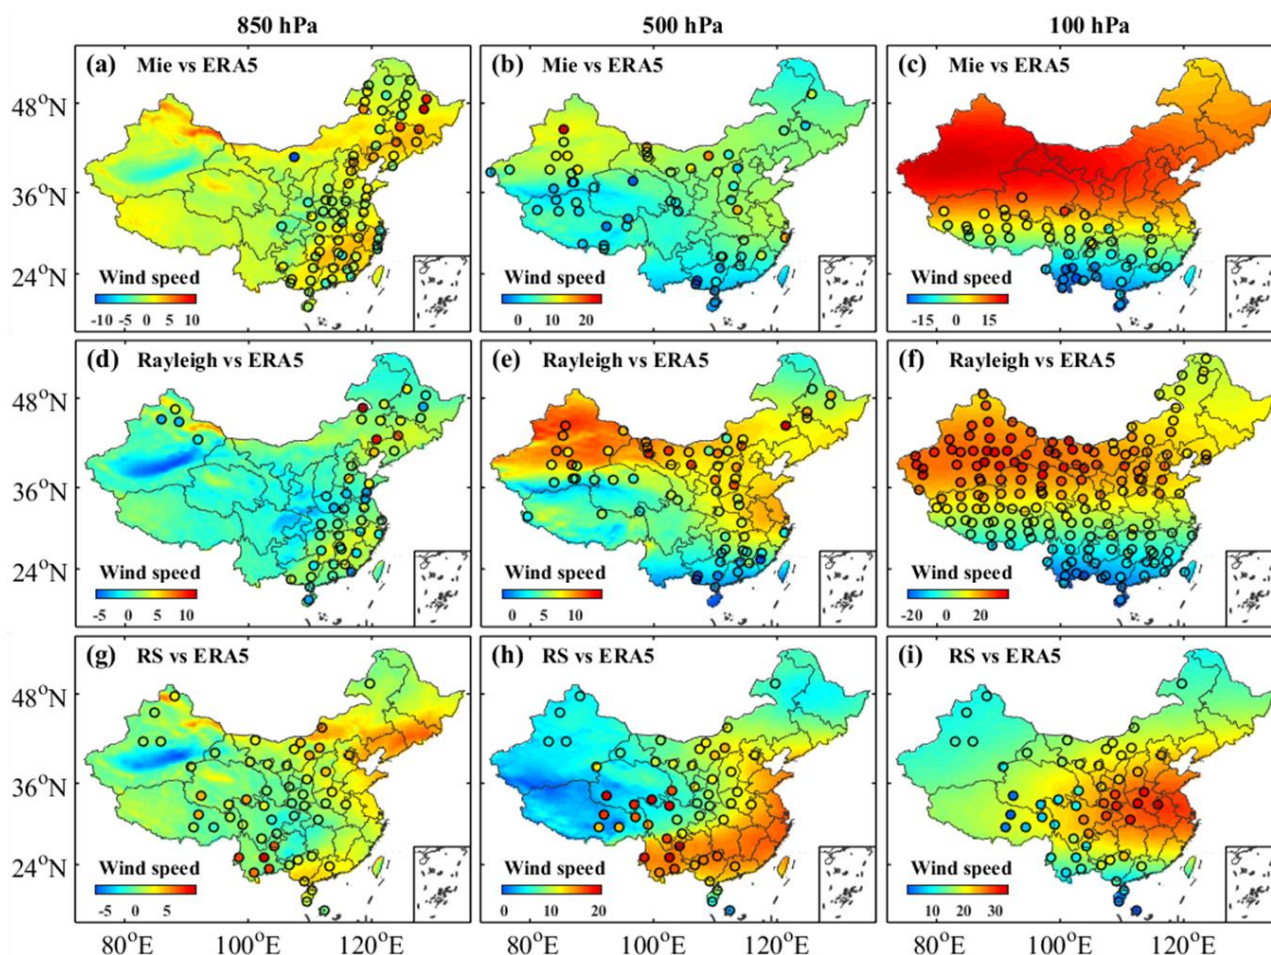 850 hPa 500 hPa 100 hPa
(a) Mie vs ERA5 (b) Mie vs ERA5 (c) Mie vs ERA5
48°N
36°N
24°N
Wind speed Wind speed Wind speed
-10 -5 0 5 10 0 10 20 -15 0 15
(d) Rayleigh vs ERA5 (e) Rayleigh vs ERA5 (f) Rayleigh vs ERA5
48°N
36°N
24°N
Wind speed Wind speed Wind speed
-5 0 5 10 0 5 10 -20 0 20
(g) RS vs ERA5 (h) RS vs ERA5 (i) RS vs ERA5
48°N
36°N
24°N
Wind speed Wind speed Wind speed
-5 0 5 0 10 20 10 20 30
80°E 100°E 120°E 80°E 100°E 120°E 80°E 100°E 120°E